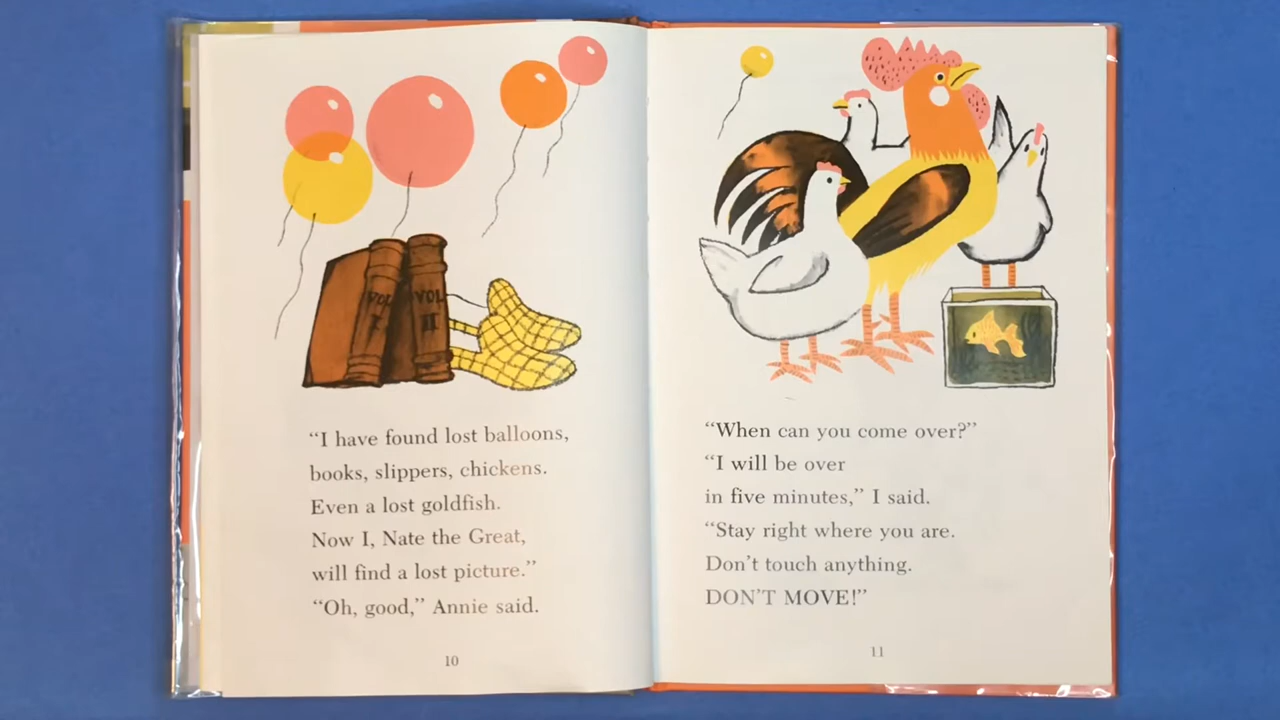 VOL
I
VOL
II
“I have found lost balloons,
books, slippers, chickens.
Even a lost goldfish.
Now I, Nate the Great,
will find a lost picture.”
“Oh, good,” Annie said.
10
“When can you come over?”
“I will be over
in five minutes,” I said.
“Stay right where you are.
Don’t touch anything.
DON’T MOVE!”
11